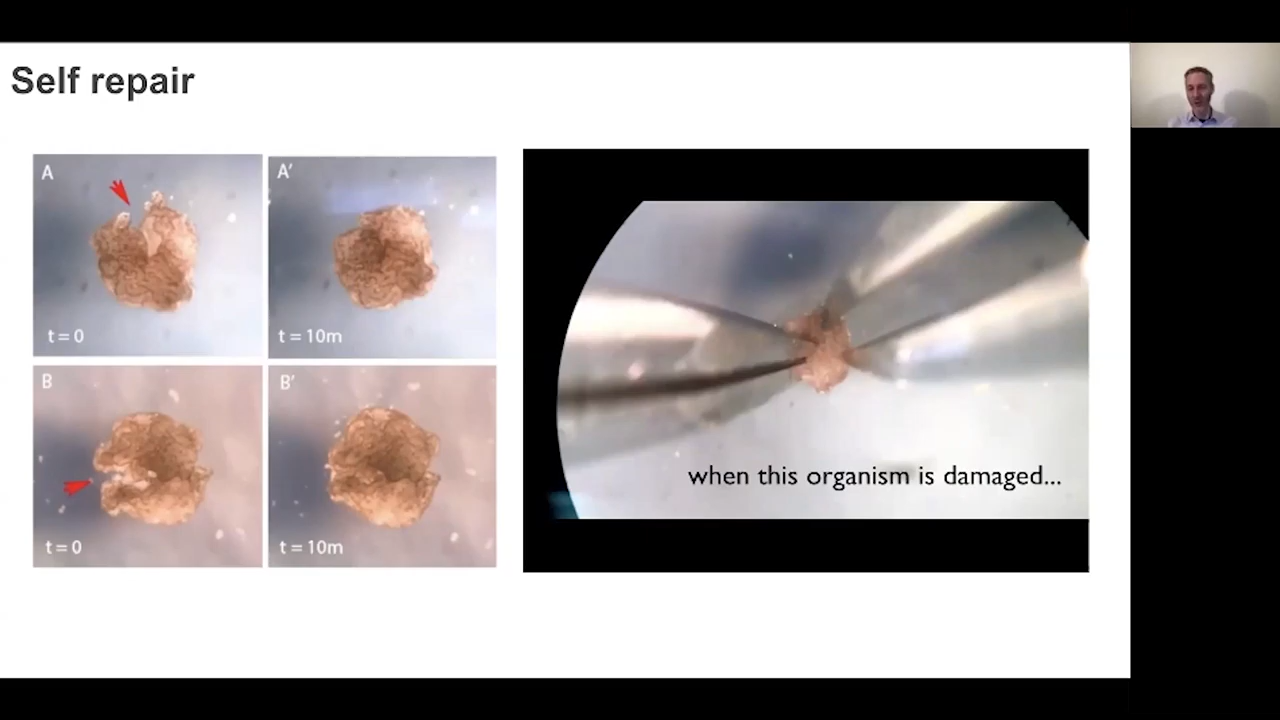 Self repair
A
t = 0
A′
t = 10m
B
t = 0
B′
t = 10m
when this organism is damaged...